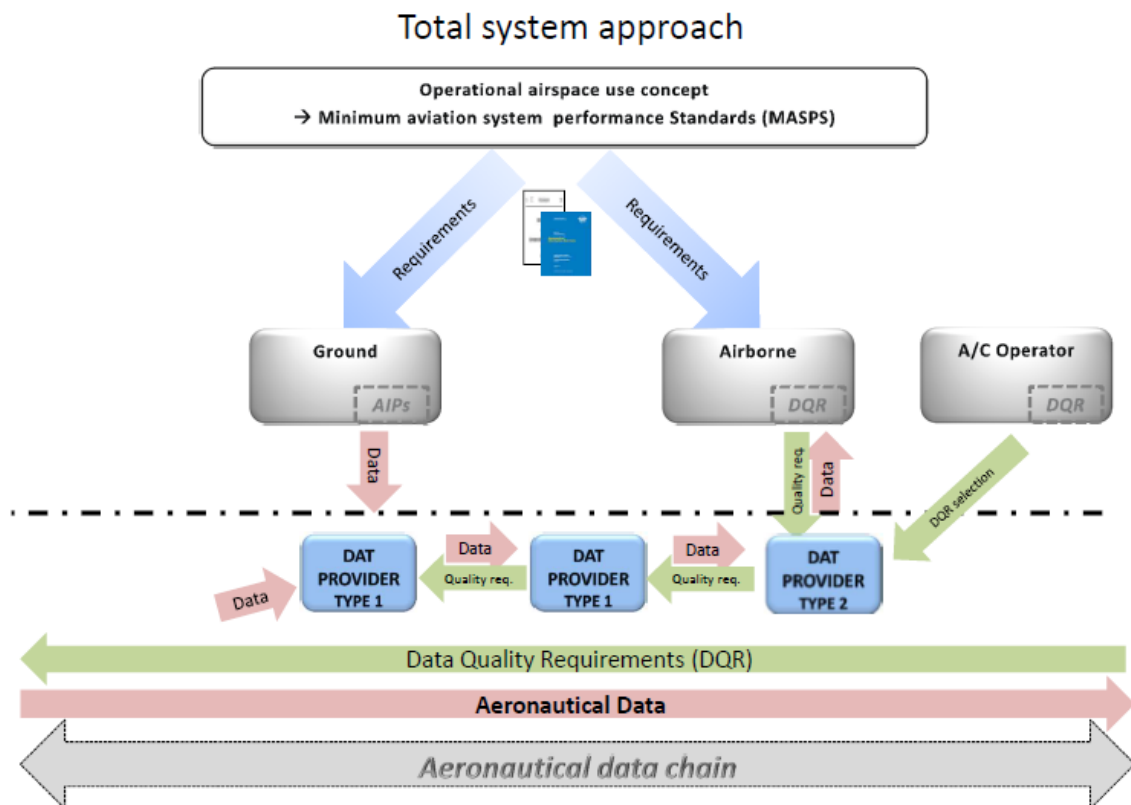 Total system approach
Operational airspace use concept
→ Minimum aviation system performance Standards (MASPS)
Requirements
Requirements
Ground
AIPs
Airborne
DQR
A/C Operator
DQR
Data
Quality req.
Data
DQR selection
DAT
PROVIDER
TYPE 1
Data
Quality req.
DAT
PROVIDER
TYPE 1
Data
Quality req.
DAT
PROVIDER
TYPE 2
Data
Data Quality Requirements (DQR)
Aeronautical Data
Aeronautical data chain